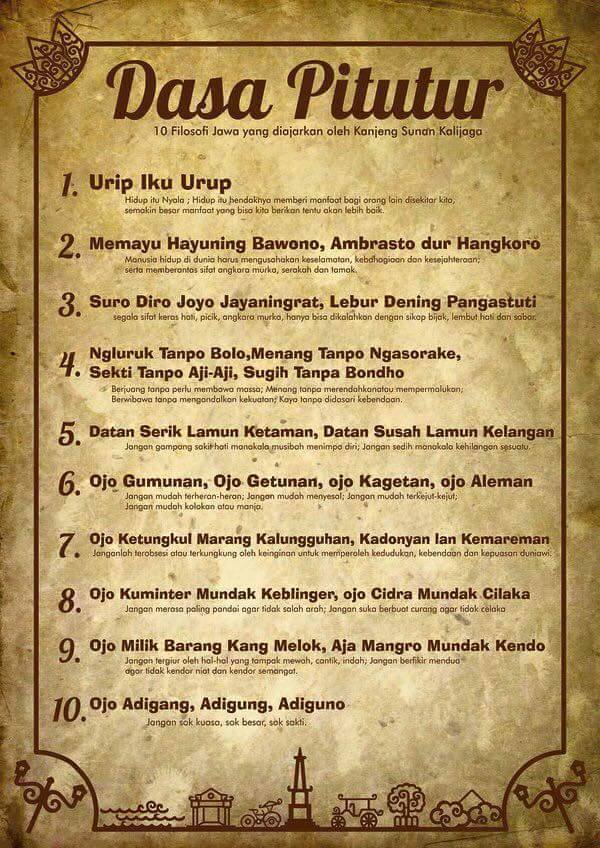 Dasa Pitutur
10 Filosofi Jawa yang diajarkan oleh Kanjeng Sunan Kalijaga
1. Urip Iku Urup
Hidup itu Nyala ; Hidup itu hendaknya memberi manfaat bagi orang lain disekitar kita,
semakin besar manfaat yang bisa kita berikan tentu akan lebih baik.
2. Memayu Hayuning Bawono, Ambrasto dur Hangkoro
Manusia hidup di dunia harus mengusahakan keselamatan, kebahagiaan dan kesejahteraan;
serta memberantas sifat angkara murka, serakah dan tamak.
3. Suro Diro Joyo Jayaningrat, Lebur Dening Pangastuti
segala sifat keras hati, picik, angkara murka, hanya bisa dikalahkan dengan sikap bijak, lembut hati dan sabar.
4. Ngluruk Tanpo Bolo,Menang Tanpo Ngasorake,
Sekti Tanpo Aji-Aji, Sugih Tanpa Bondho
Berjuang tanpa perlu membawa massa; Menang tanpa merendahkanatau mempermalukan;
Berwibawa tanpa mengandalkan kekuatan; Kaya tanpa didasari kebendaan.
5. Datan Serik Lamun Ketaman, Datan Susah Lamun Kelangan
Jangan gampang sakit hati manakala musibah menimpa diri; Jangan sedih manakala kehilangan sesuatu.
6. Ojo Gumunan, Ojo Getunan, ojo Kagetan, ojo Aleman
Jangan mudah terheran-heran; Jangan mudah menyesal; Jangan mudah terkejut-kejut;
Jangan mudah kolokan atau manja.
7. Ojo Ketungkul Marang Kalungguhan, Kadonyan lan Kemareman
Janganlah terobsesi atau terkungkung oleh keinginan untuk memperoleh kedudukan, kebendaan dan kepuasan duniawi.
8. Ojo Kuminter Mundak Keblinger, ojo Cidra Mundak Cilaka
Jangan merasa paling pandai agar tidak salah arah; Jangan suka berbuat curang agar tidak celaka
9. Ojo Milik Barang Kang Melok, Aja Mangro Mundak Kendo
Jangan tergiur oleh hal-hal yang tampak mewah, cantik, indah; Jangan berfikir mendua
agar tidak kendor niat dan kendor semangat.
10. Ojo Adigang, Adigung, Adiguno
Jangan sok kuasa, sok besar, sok sakti.